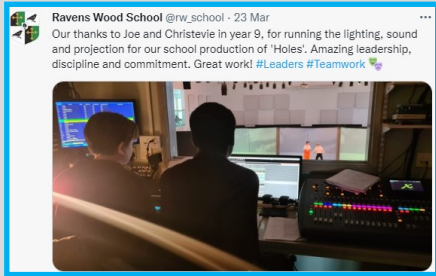 Ravens Wood School @rw_school · 23 Mar
Our thanks to Joe and Christevie in year 9, for running the lighting, sound
and projection for our school production of 'Holes'. Amazing leadership,
discipline and commitment. Great work! #Leaders #Teamwork